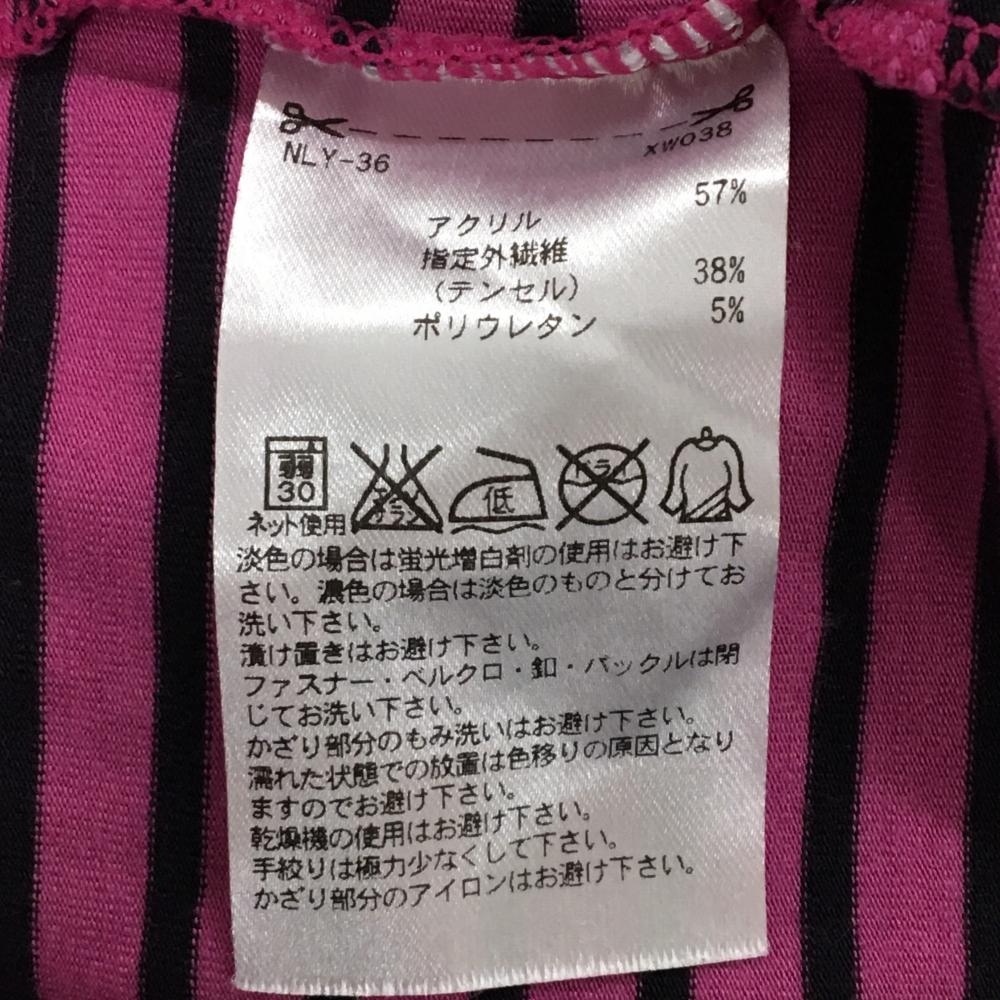 NLY-36 xw038
アクリル 57%
指定外繊維
(テンセル) 38%
ポリウレタン 5%
弱
30
ネット使用
エンソ
サラシ
低
ドライ
淡色の場合は蛍光増白剤の使用はお避け下
さい。濃色の場合は淡色のものと分けてお
洗い下さい。
漬け置きはお避け下さい。
ファスナー・ベルクロ・釦・バックルは閉
じてお洗い下さい。
かざり部分のもみ洗いはお避け下さい。
濡れた状態での放置は色移りの原因となり
ますのでお避け下さい。
乾燥機の使用はお避け下さい。
手絞りは極力少なくして下さい。
かざり部分のアイロンはお避け下さい。